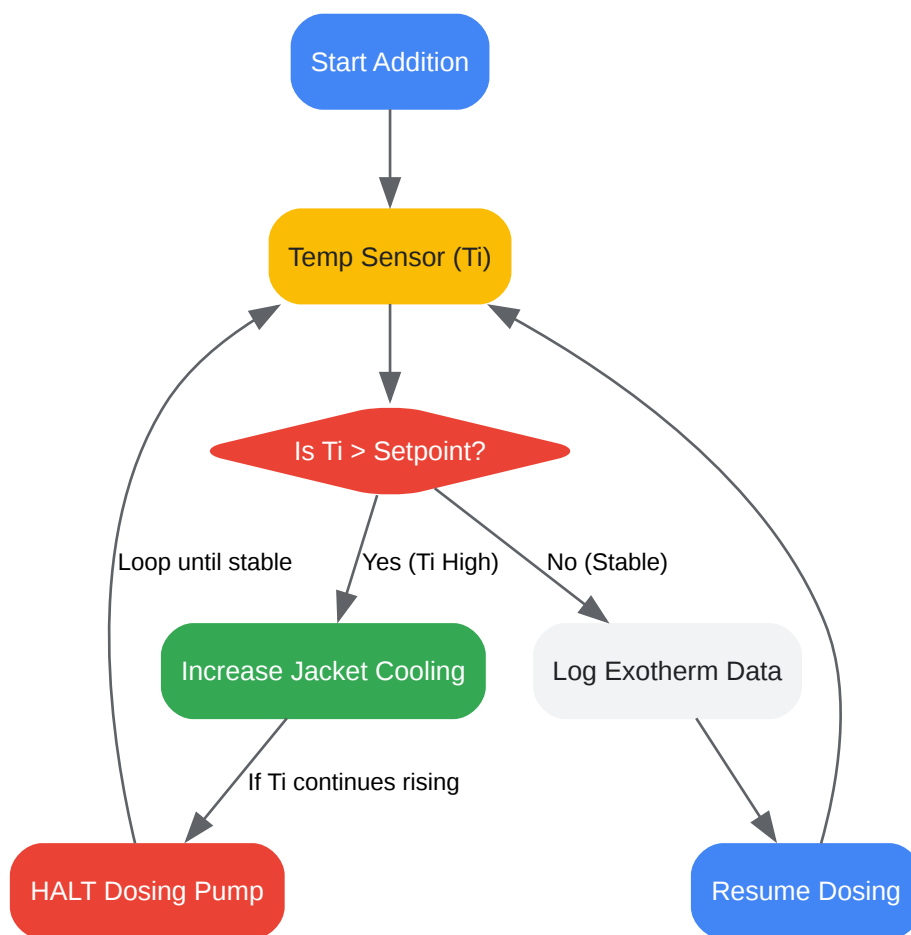 Start Addition
Temp Sensor (Ti)
Is Ti > Setpoint?
Loop until stable
Yes (Ti High)
No (Stable)
Increase Jacket Cooling
Log Exotherm Data
If Ti continues rising
HALT Dosing Pump
Resume Dosing